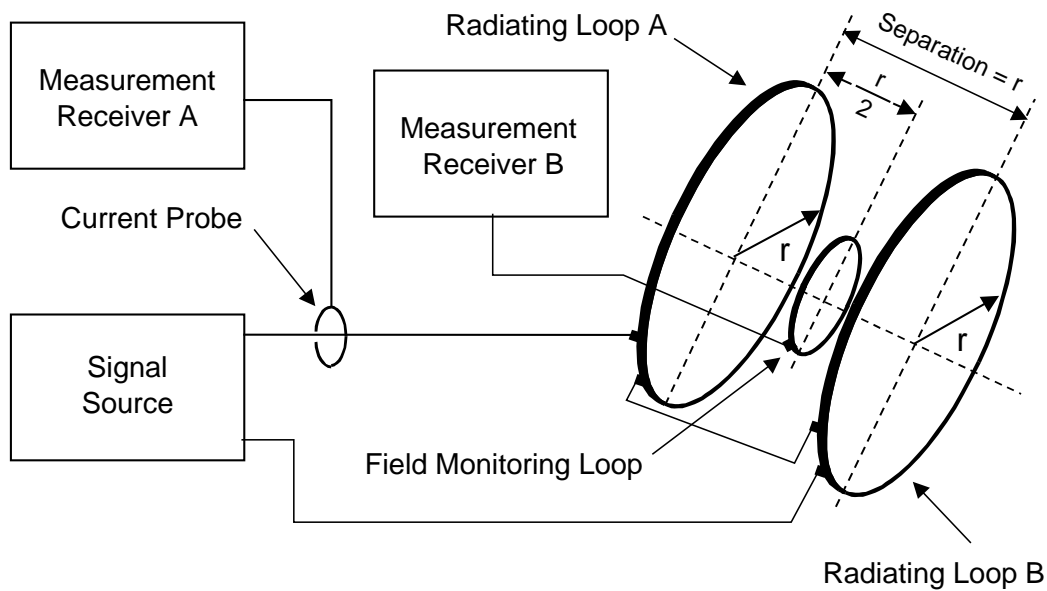 Radiating Loop A
Separation = r
Measurement
Receiver A
r
2
Measurement
Receiver B
Current Probe
r
r
Signal
Source
Field Monitoring Loop
Radiating Loop B